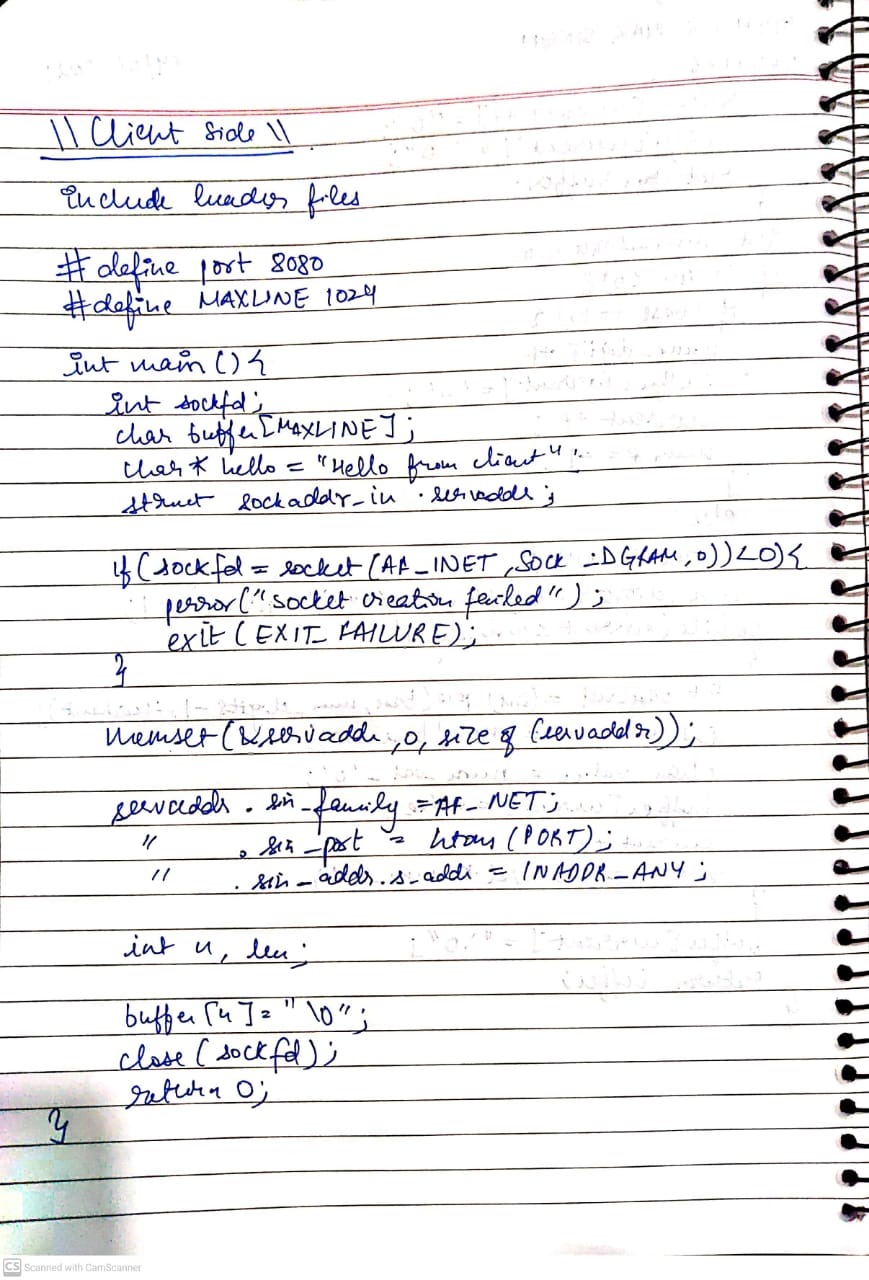 \\ Client Side \\
include header files
# define port 8080
#define MAXLINE 1024
int main () {
int sockfd;
char buffer [MAXLINE];
char * hello = "Hello from client";
struct sockaddr_in . servaddr;
if (sockfd = socket (AF_INET, SOCK_DGRAM, 0)) < 0) {
perror ("socket creation failed");
exit (EXIT_FAILURE);
}
memset (&servaddr, 0, size of (servaddr));
servaddr . sin_family = AF_NET;
" . sin_port = htons (PORT);
" . sin_addr. s_addr = INADDR_ANY;
int n, len;
buffer [n] = "\0";
close (sockfd);
return 0;
}
CS Scanned with CamScanner